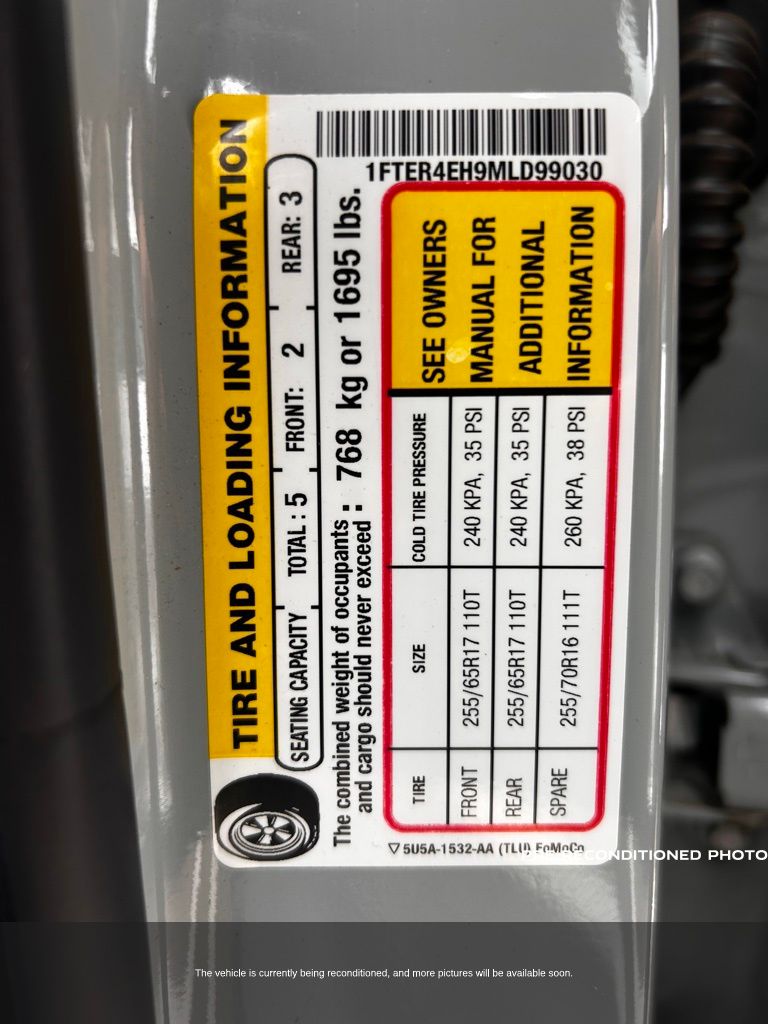 TIRE AND LOADING INFORMATION
SEATING CAPACITY TOTAL : 5 FRONT: 2 REAR: 3
The combined weight of occupants
and cargo should never exceed : 768 kg or 1695 lbs.
1FTER4EH9MLD99030
TIRE SIZE COLD TIRE PRESSURE
FRONT 255/65R17 110T 240 KPA, 35 PSI
REAR 255/65R17 110T 240 KPA, 35 PSI
SPARE 255/70R16 111T 260 KPA, 38 PSI
SEE OWNERS
MANUAL FOR
ADDITIONAL
INFORMATION
5U5A-1532-AA (TLU) FoMoCo
RECONDITIONED PHOTO
The vehicle is currently being reconditioned, and more pictures will be available soon.